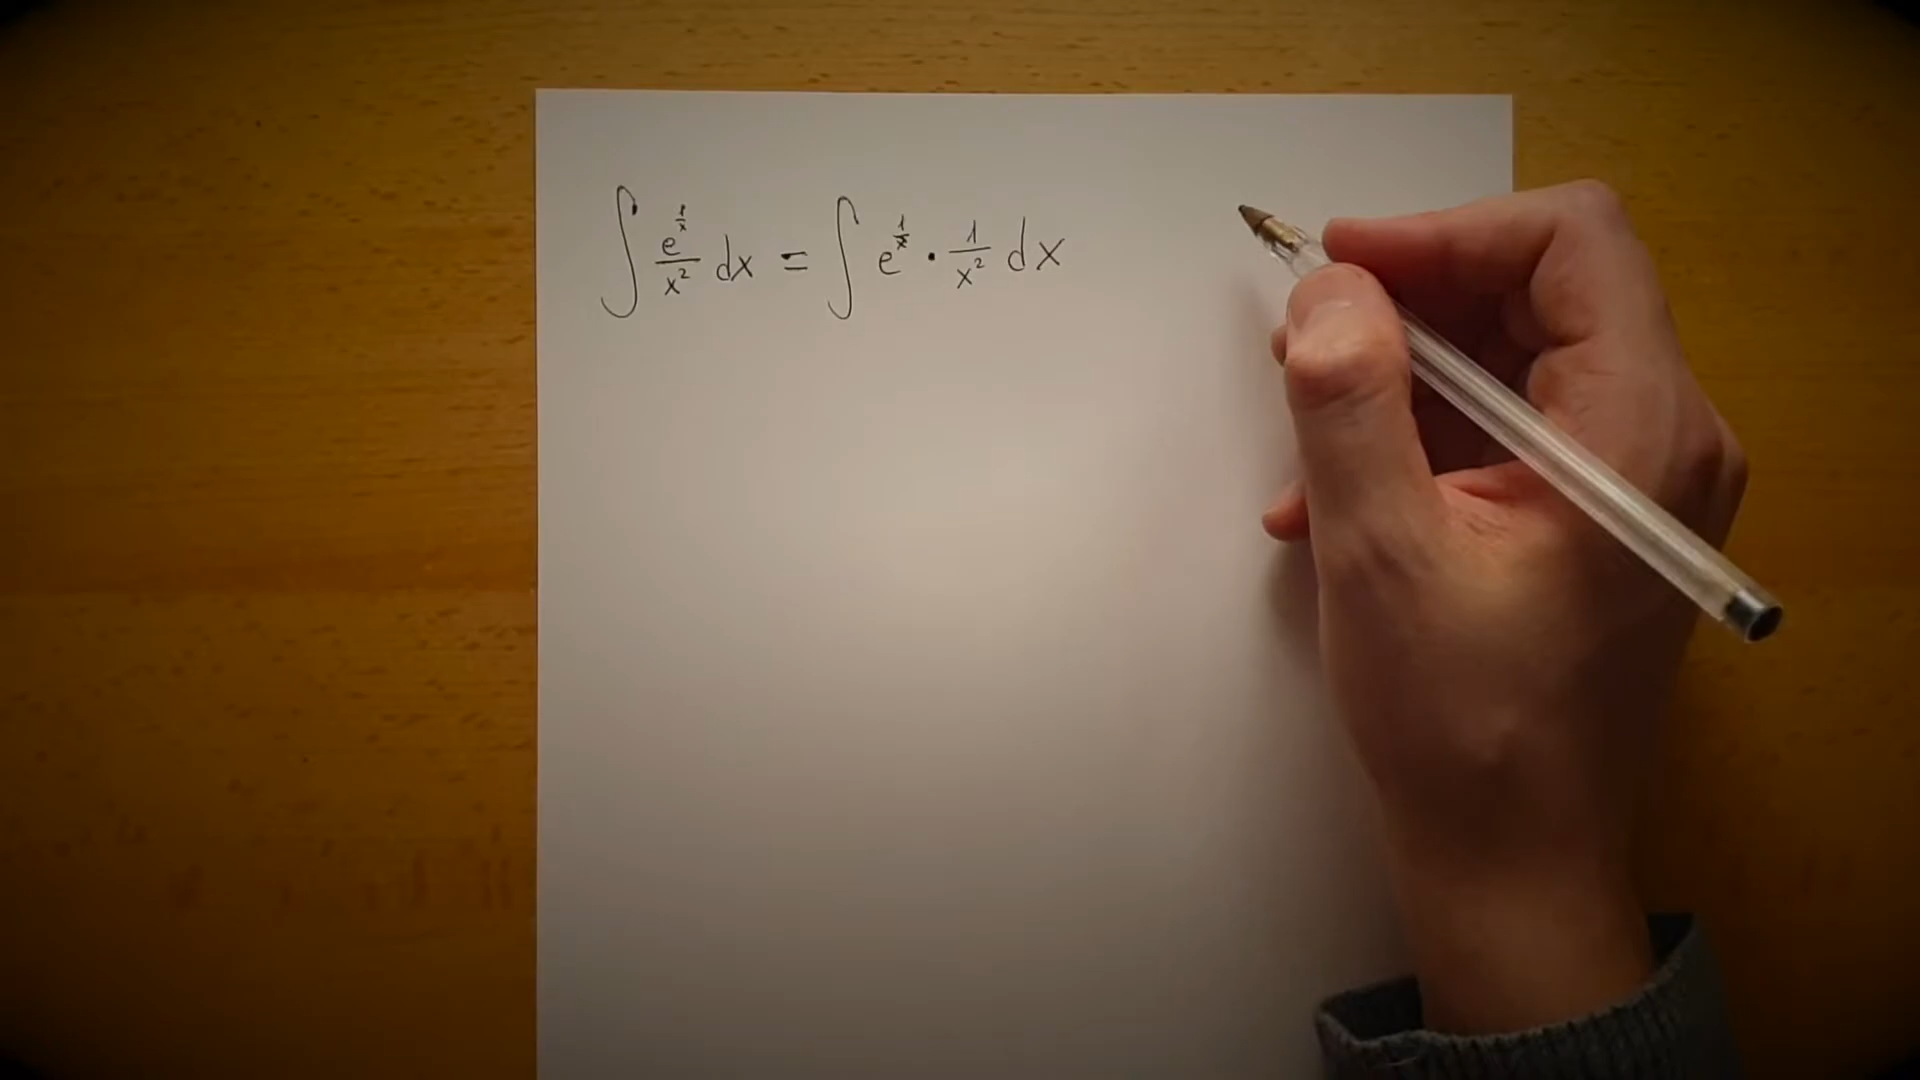 ∫ e^(1/x)/x² dx = ∫ e^(1/x) · 1/x² dx